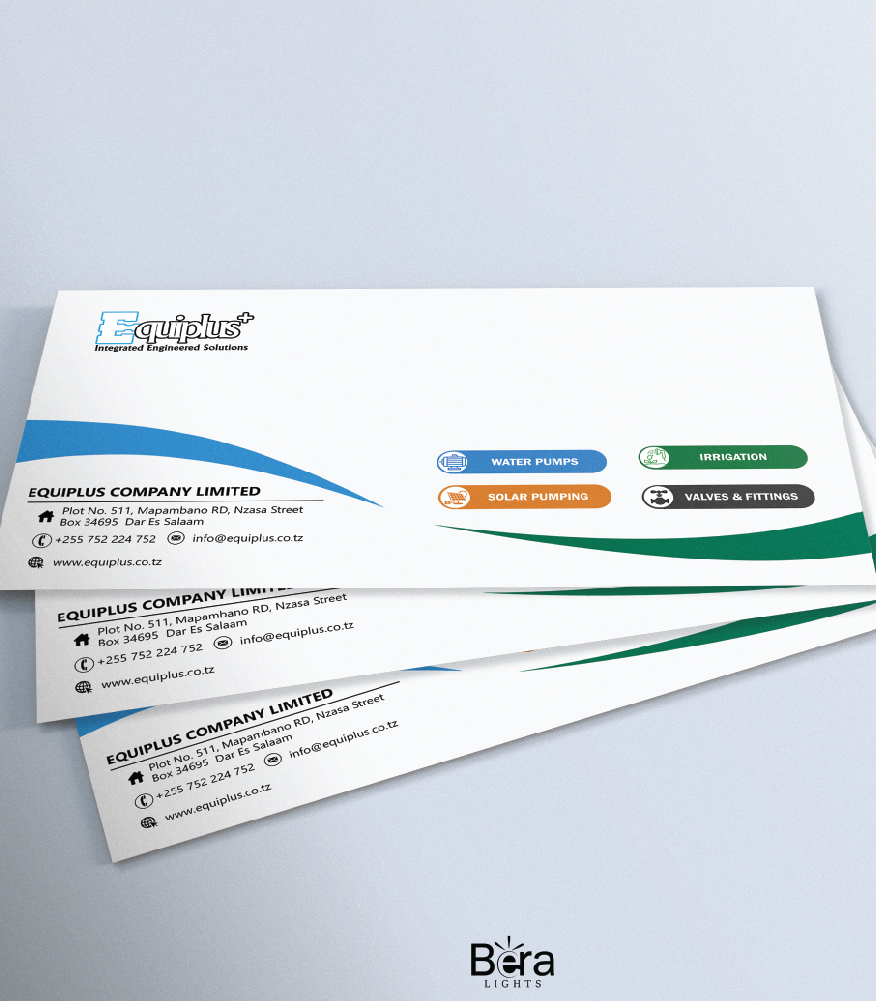 Equiplus+
Integrated Engineered Solutions
WATER PUMPS
IRRIGATION
SOLAR PUMPING
VALVES & FITTINGS
EQUIPLUS COMPANY LIMITED
Plot No. 511, Mapambano RD, Nzasa Street
Box 34695 Dar Es Salaam
+255 752 224 752 info@equiplus.co.tz
www.equiplus.co.tz
EQUIPLUS COMPANY LIMITED
Plot No. 511, Mapambano RD, Nzasa Street
Box 34695 Dar Es Salaam
+255 752 224 752 info@equiplus.co.tz
www.equiplus.co.tz
EQUIPLUS COMPANY LIMITED
Plot No. 511, Mapambano RD, Nzasa Street
Box 34695 Dar Es Salaam
+255 752 224 752 info@equiplus.co.tz
www.equiplus.co.tz
Bera
LIGHTS